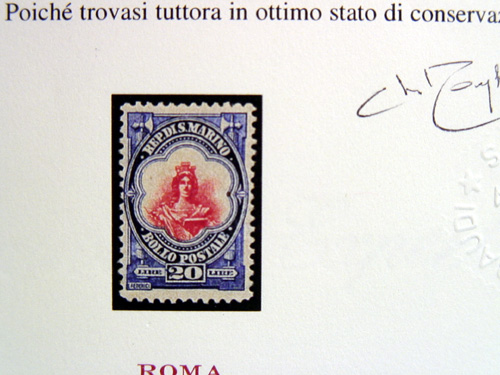 Poiché trovasi tuttora in ottimo stato di conserva
REP. DI S. MARINO
BOLLO POSTALE
LIRE 20 LIRE
ROMA